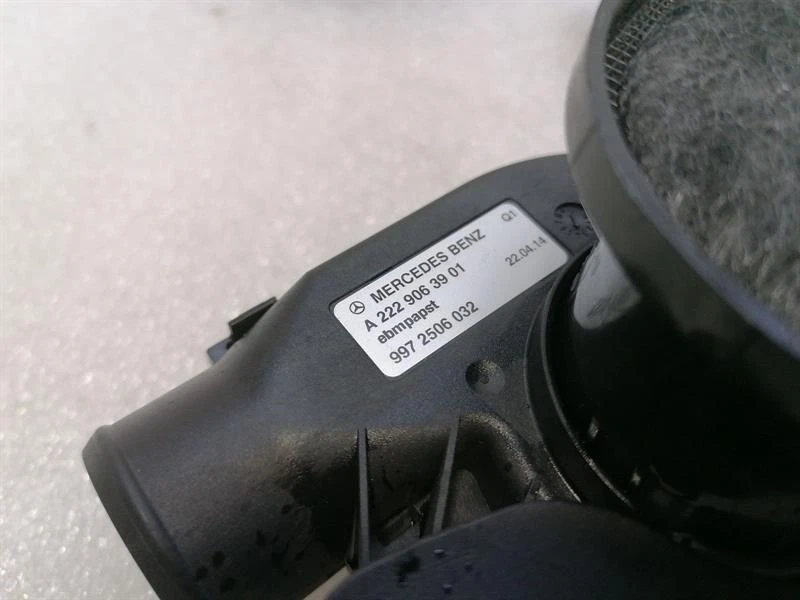 MERCEDES BENZ Q1
A 222 906 39 01 22.04.14
ebmpapst
997 2506 032